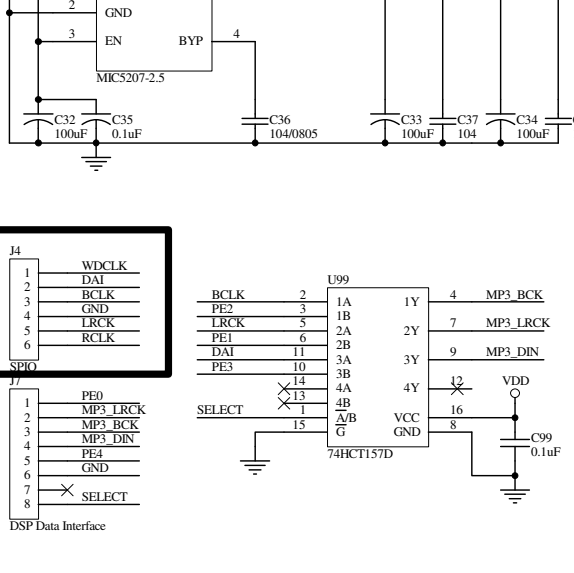 2 GND
3 EN BYP 4
MIC5207-2.5
C32 100uF
C35 0.1uF
C36 104/0805
C33 100uF
C37 104
C34 100uF
J4
1 WDCLK
2 DAI
3 BCLK
4 GND
5 LRCK
6 RCLK
SPIO
J7
1 PE0
2 MP3_LRCK
3 MP3_BCK
4 MP3_DIN
5 PE4
6 GND
7
8 SELECT
DSP Data Interface
U99
BCLK 2 1A 1Y 4 MP3_BCK
PE2 3 1B
LRCK 5 2A 2Y 7 MP3_LRCK
PE1 6 2B
DAI 11 3A 3Y 9 MP3_DIN
PE3 10 3B
14 4A 4Y 12
13 4B
SELECT 1 A/B VCC 16
15 G GND 8
74HCT157D
VDD
C99
0.1uF